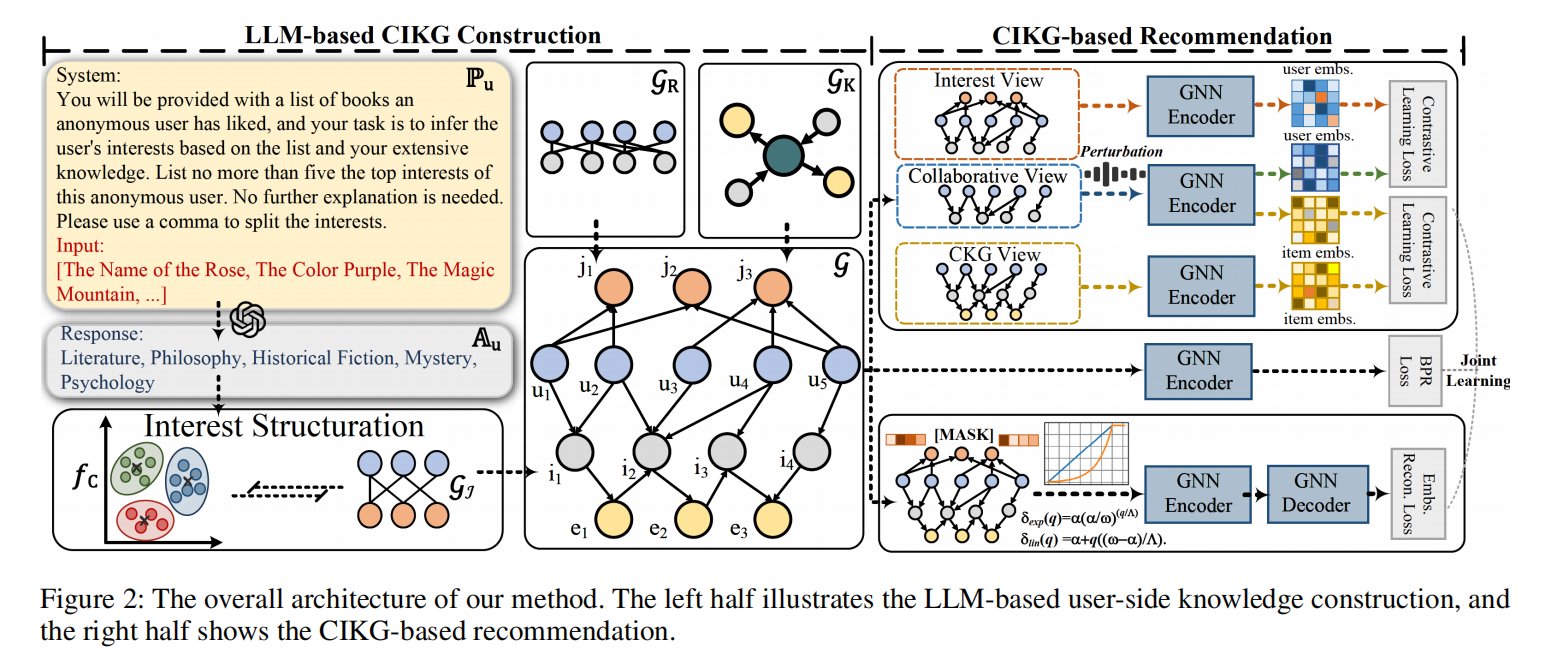 LLM-based CIKG Construction
CIKG-based Recommendation
System:
ℙu
You will be provided with a list of books an
anonymous user has liked, and your task is to infer the
user's interests based on the list and your extensive
knowledge. List no more than five the top interests of
this anonymous user. No further explanation is needed.
Please use a comma to split the interests.
Input:
[The Name of the Rose, The Color Purple, The Magic
Mountain, ...]
Response:
𝔸u
Literature, Philosophy, Historical Fiction, Mystery,
Psychology
Interest Structuration
fC
𝒢ℐ
𝒢R
𝒢K
𝒢
j1
j2
j3
u1
u2
u3
u4
u5
i1
i2
i3
i4
e1
e2
e3
Interest View
GNN
Encoder
user embs.
Contrastive
Learning Loss
Perturbation
Collaborative View
GNN
Encoder
user embs.
item embs.
Contrastive
Learning Loss
CKG View
GNN
Encoder
item embs.
GNN
Encoder
BPR
Loss
Joint
Learning
[MASK]
δexp(q)=α(α/ω)(q/Λ)
δlin(q) =α+q((ω−α)/Λ).
GNN
Encoder
GNN
Decoder
Embs.
Recon. Loss
Figure 2: The overall architecture of our method. The left half illustrates the LLM-based user-side knowledge construction, and
the right half shows the CIKG-based recommendation.